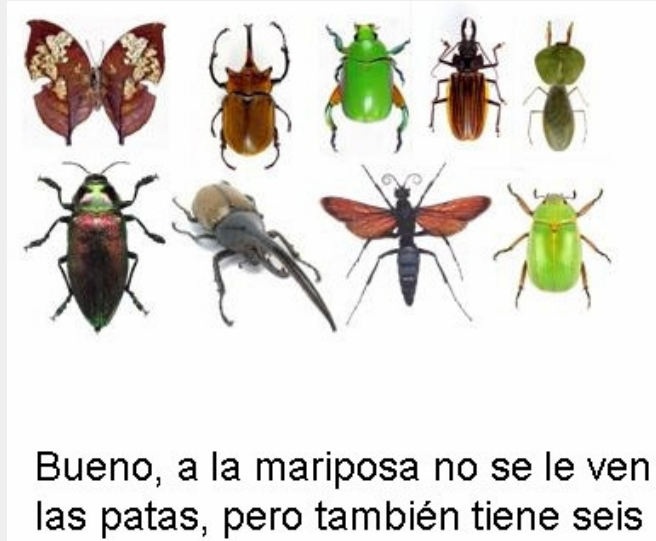 Bueno, a la mariposa no se le ven
las patas, pero también tiene seis